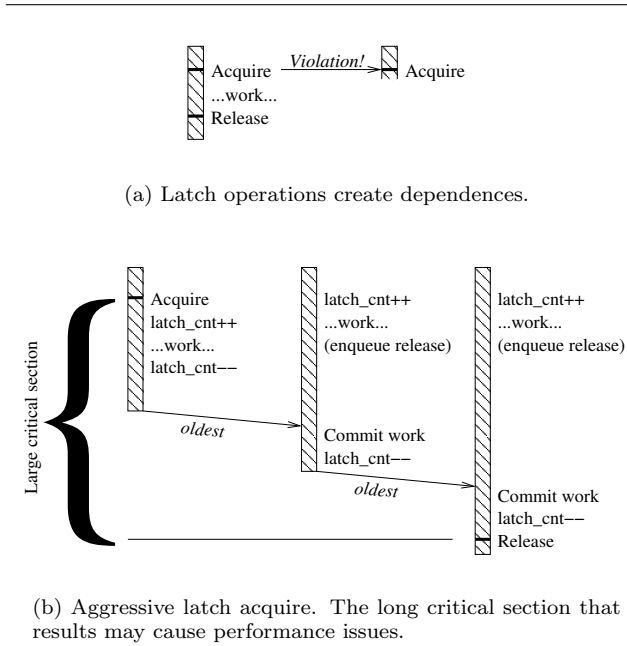 Acquire
Violation!
Acquire
...work...
Release
(a) Latch operations create dependences.
Large critical section
Acquire
latch_cnt++
...work...
latch_cnt−−
oldest
latch_cnt++
...work...
(enqueue release)
Commit work
latch_cnt−−
oldest
latch_cnt++
...work...
(enqueue release)
Commit work
latch_cnt−−
Release
(b) Aggressive latch acquire. The long critical section that
results may cause performance issues.